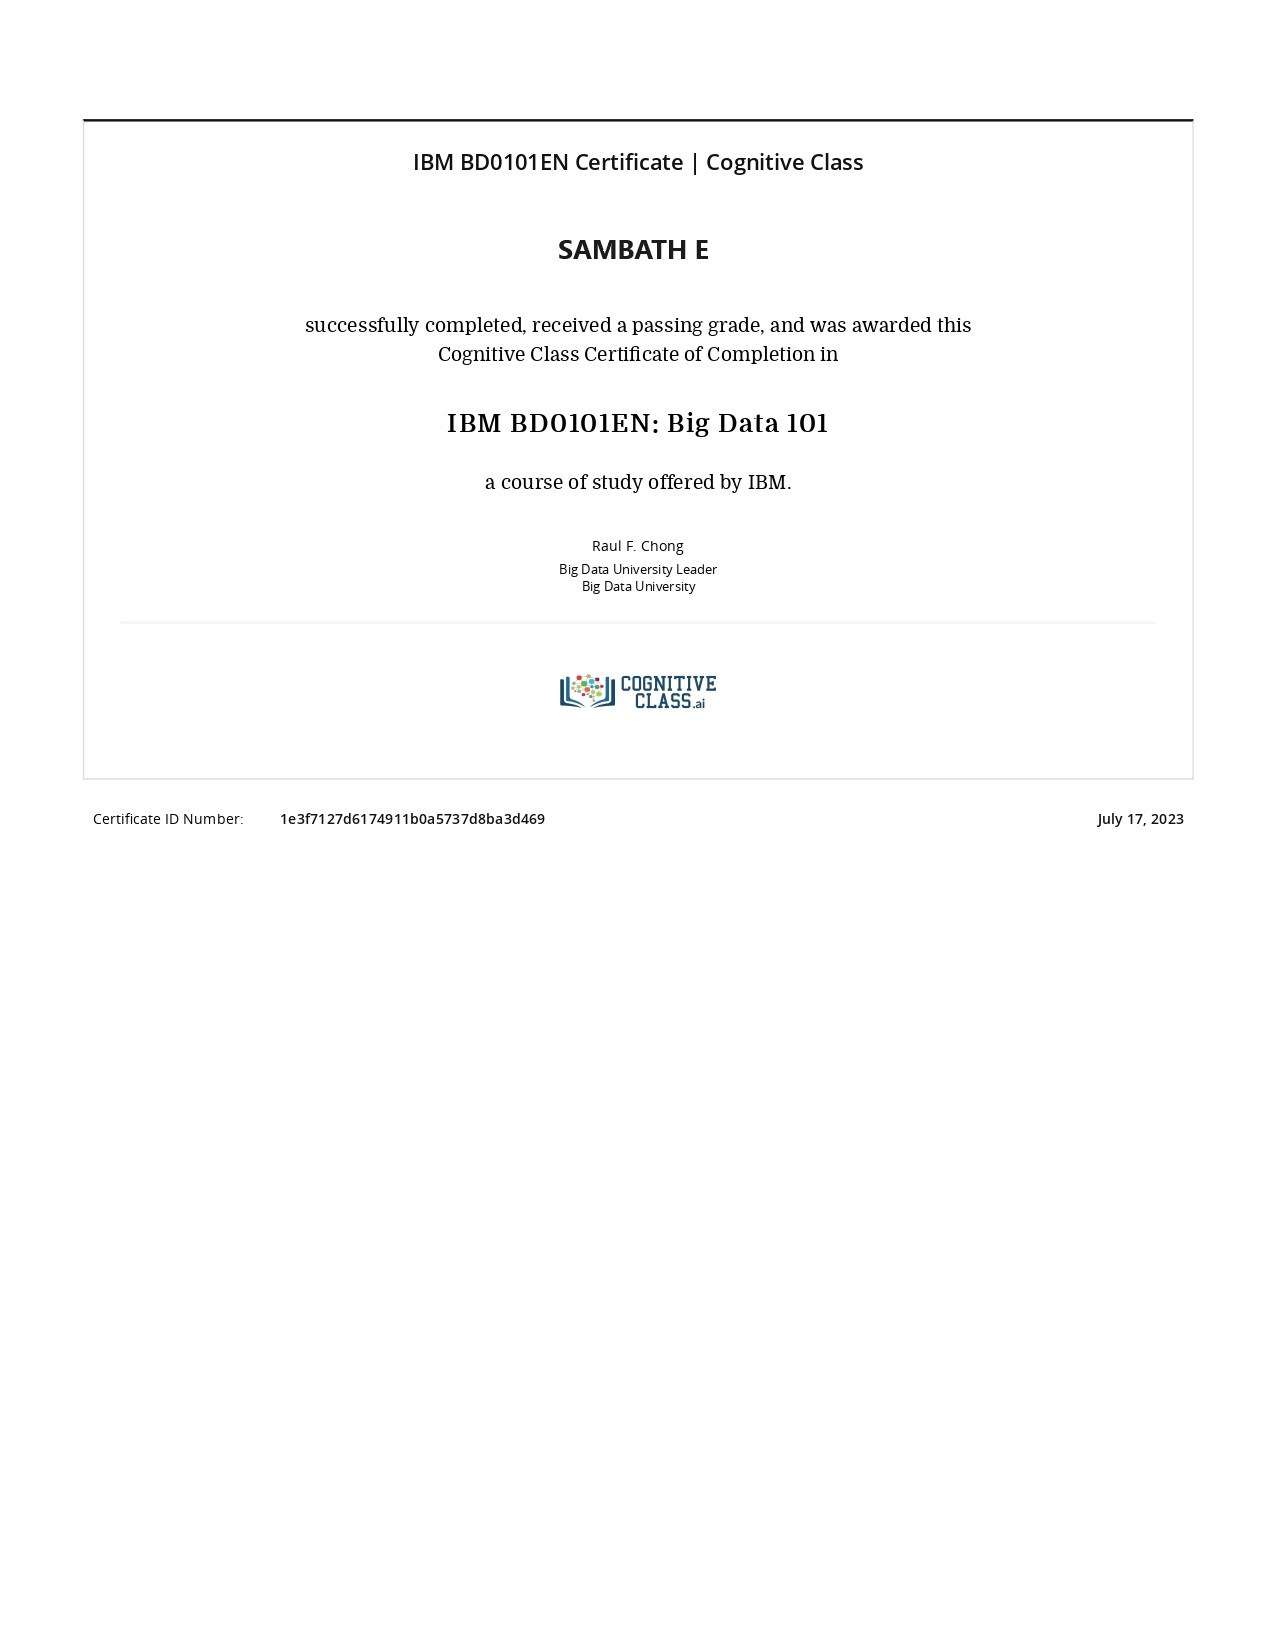 IBM BD0101EN Certificate | Cognitive Class
SAMBATH E
successfully completed, received a passing grade, and was awarded this
Cognitive Class Certificate of Completion in
IBM BD0101EN: Big Data 101
a course of study offered by IBM.
Raul F. Chong
Big Data University Leader
Big Data University
COGNITIVE
CLASS.ai
Certificate ID Number: 1e3f7127d6174911b0a5737d8ba3d469 July 17, 2023